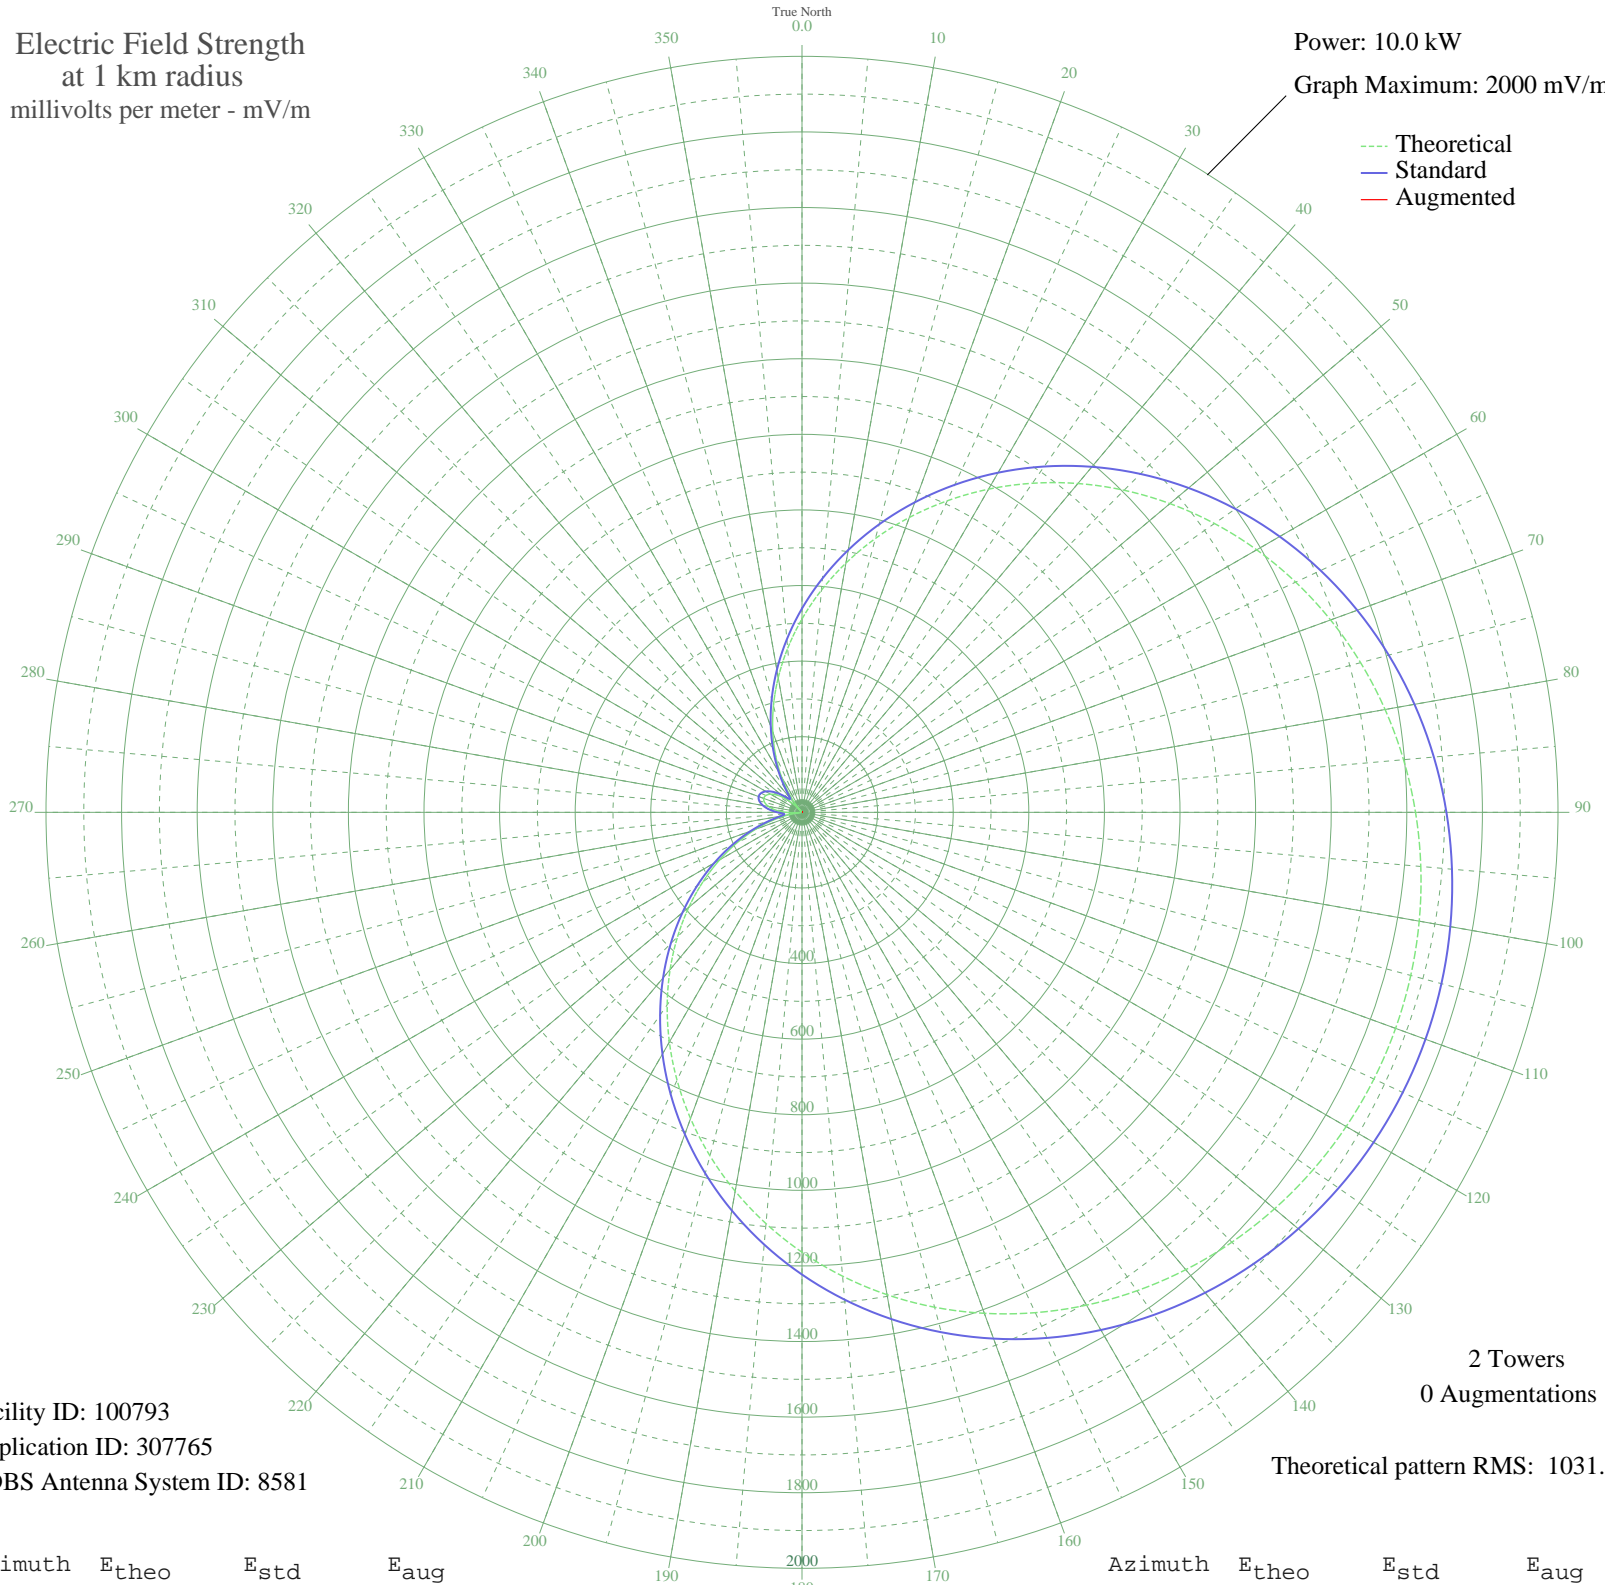 True North
0.0
Electric Field Strength
at 1 km radius
millivolts per meter - mV/m
Power: 10.0 kW
Graph Maximum: 2000 mV/m
Theoretical
Standard
Augmented
10
20
30
40
50
60
70
80
90
100
110
120
130
140
150
160
170
190
200
210
220
230
240
250
260
270
280
290
300
310
320
330
340
350
400
600
800
1000
1200
1400
1600
1800
2000
2 Towers
0 Augmentations
Theoretical pattern RMS: 1031.
cility ID: 100793
plication ID: 307765
DBS Antenna System ID: 8581
imuth Etheo Estd Eaug
Azimuth Etheo Estd Eaug